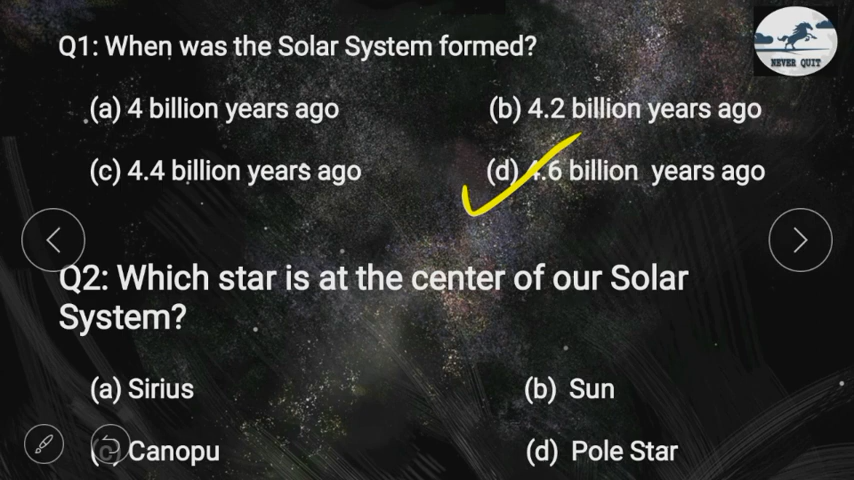 Q1: When was the Solar System formed?
NEVER QUIT
(a) 4 billion years ago (b) 4.2 billion years ago
(c) 4.4 billion years ago (d) 4.6 billion years ago
Q2: Which star is at the center of our Solar
System?
(a) Sirius (b) Sun
(c) Canopu (d) Pole Star